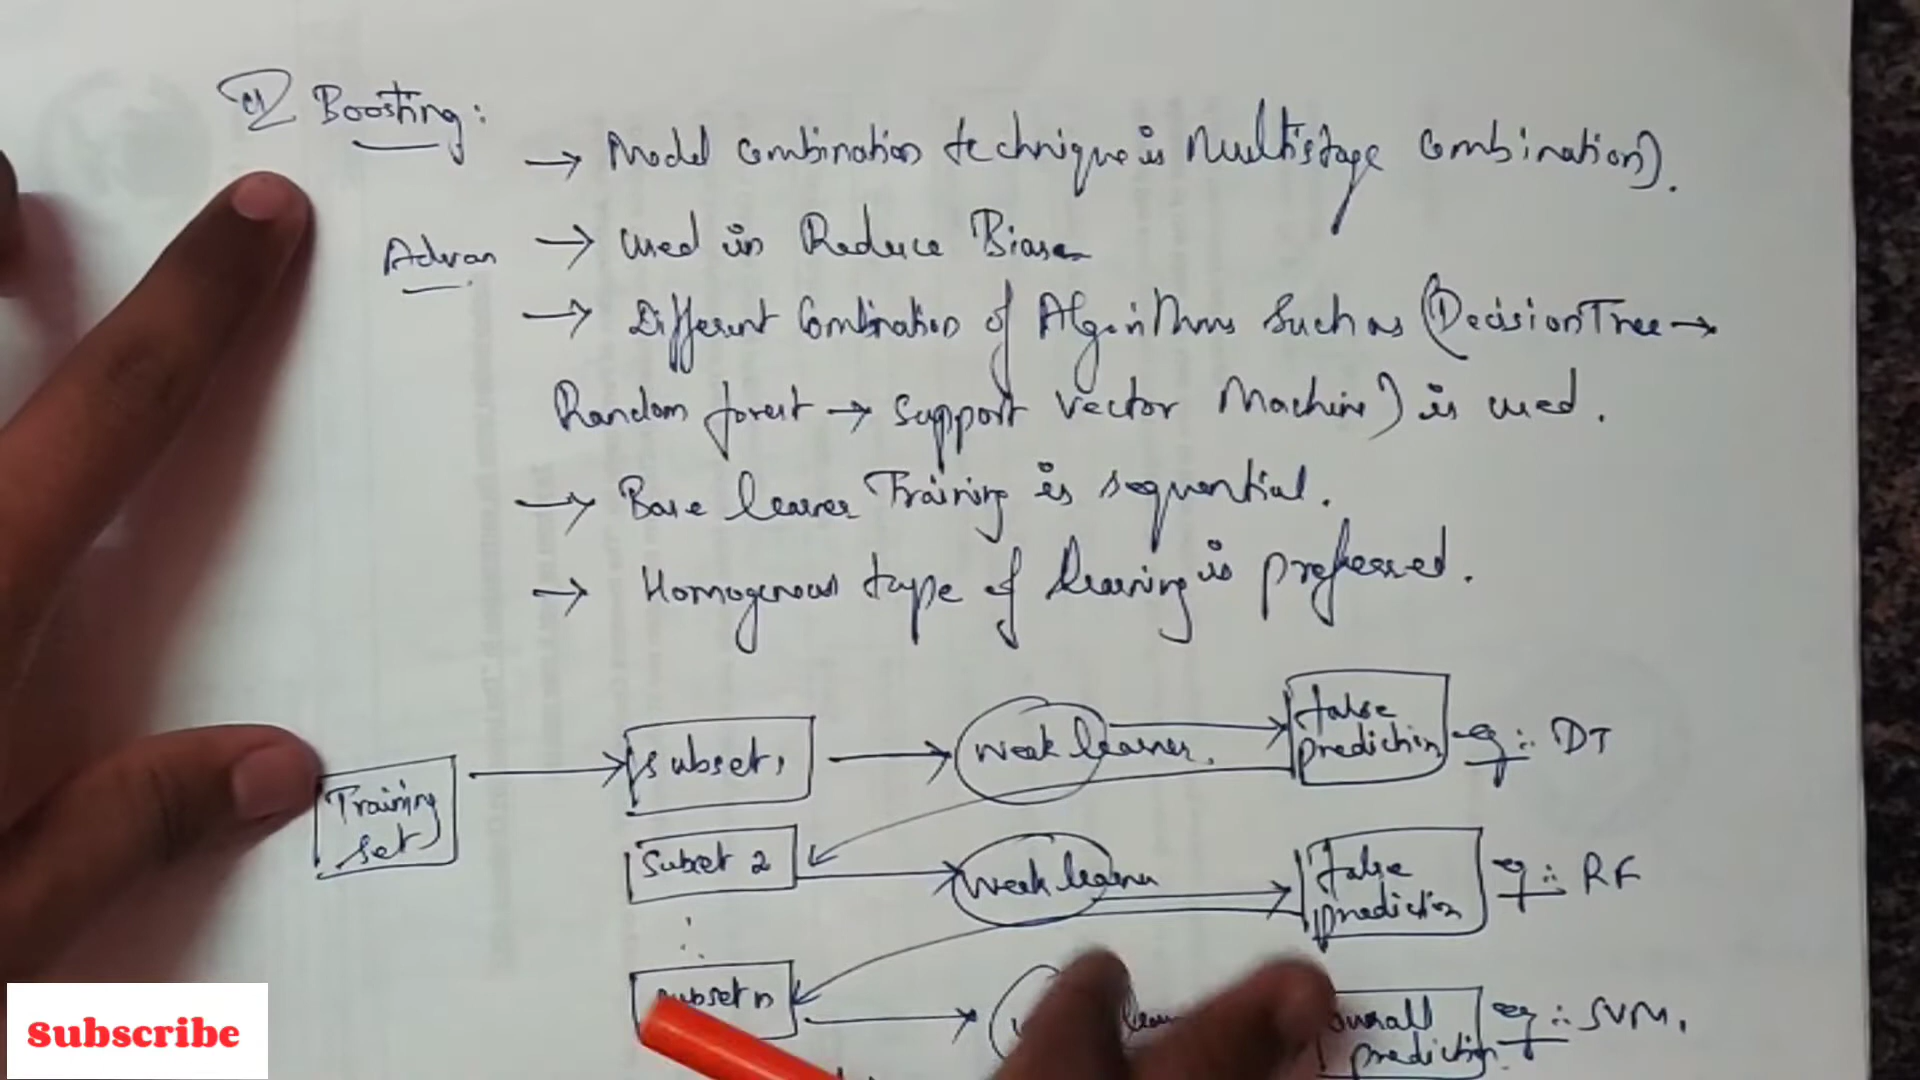 Boosting:
→ Model Combination technique is Multistage Combination).
Advan → used in Reduce Bias
→ Different Combination of Algorithms Such as (Decision Tree →
Random forest → Support Vector Machine) is used.
→ Base learner Training is sequential.
→ Homogenous type of learning is preferred.
Training set → subset 1 → weak learner. → false prediction eg :- DT
Subset 2 → weak learner → false prediction eg :- RF
subset n → overall prediction eg :- SVM.
Subscribe